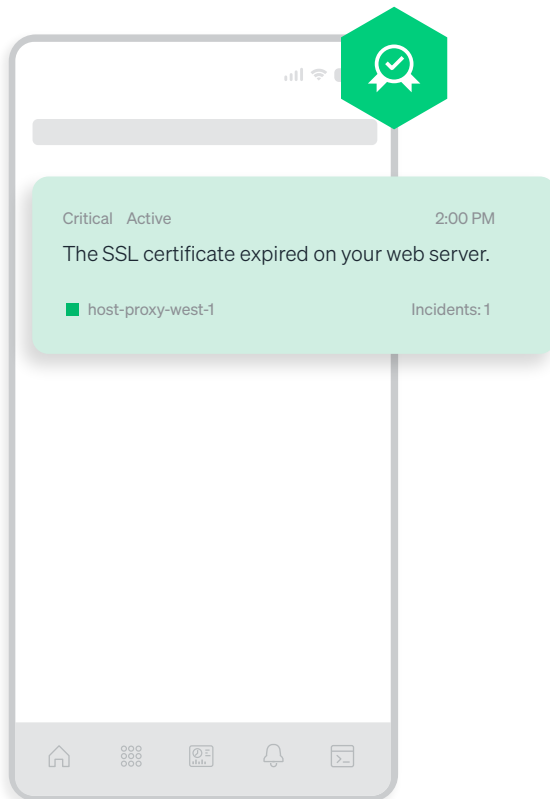 Critical Active 2:00 PM
The SSL certificate expired on your web server.
host-proxy-west-1 Incidents: 1